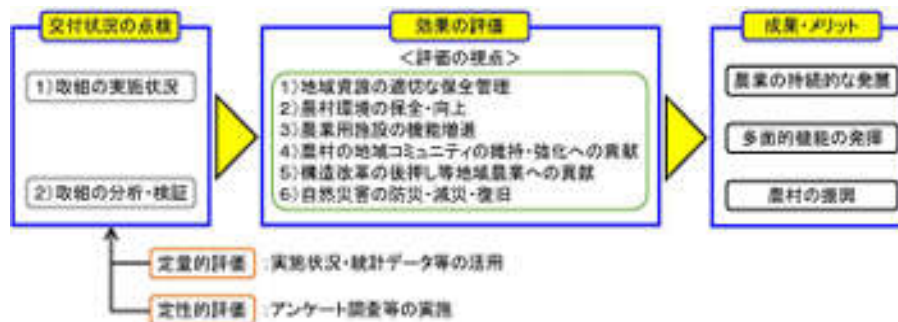 交付状況の点検
1)取組の実施状況
2)取組の分析・検証
効果の評価
<評価の視点>
1)地域資源の適切な保全管理
2)農村環境の保全・向上
3)農業用施設の機能増進
4)農村の地域コミュニティの維持・強化への貢献
5)構造改革の後押し等地域農業への貢献
6)自然災害の防災・減災・復旧
成果・メリット
農業の持続的な発展
多面的機能の発揮
農村の振興
定量的評価:実施状況・統計データ等の活用
定性的評価:アンケート調査等の実施